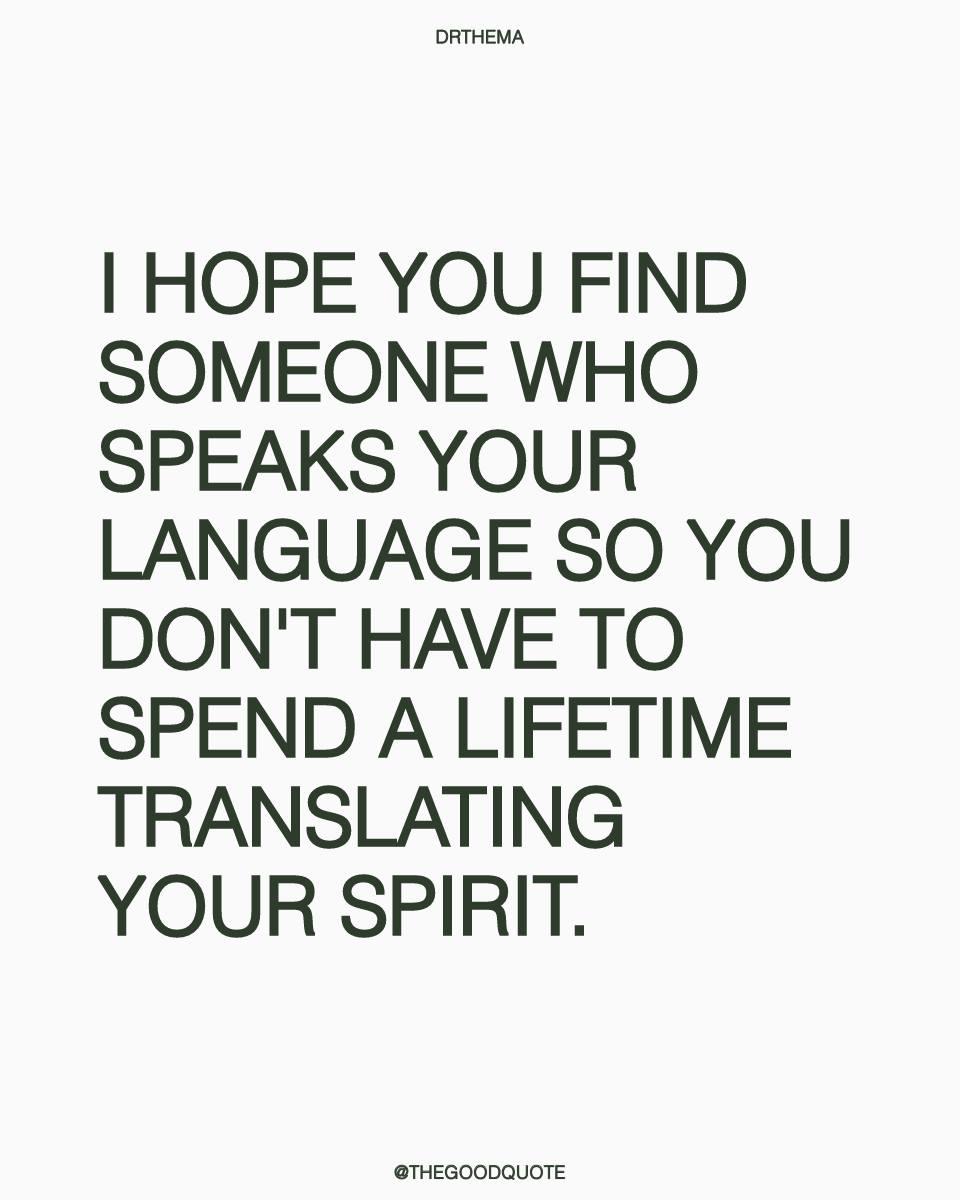 DRTHEMA
I HOPE YOU FIND
SOMEONE WHO
SPEAKS YOUR
LANGUAGE SO YOU
DON'T HAVE TO
SPEND A LIFETIME
TRANSLATING
YOUR SPIRIT.
@THEGOODQUOTE